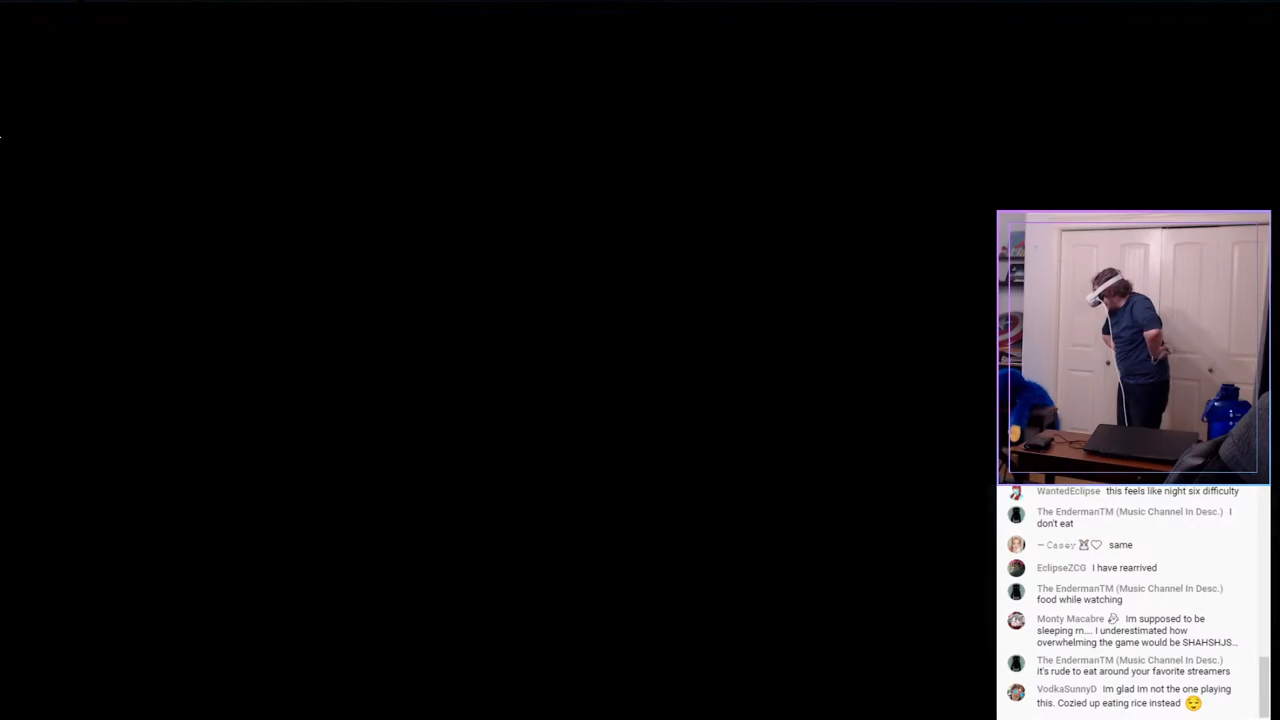 WantedEclipse this feels like night six difficulty
The EndermanTM (Music Channel In Desc.) I
don't eat
—Casey same
EclipseZCG I have rearrived
The EndermanTM (Music Channel In Desc.)
food while watching
Monty Macabre Im supposed to be
sleeping rn.... I underestimated how
overwhelming the game would be SHAHSHJS...
The EndermanTM (Music Channel In Desc.)
it's rude to eat around your favorite streamers
VodkaSunnyD Im glad Im not the one playing
this. Cozied up eating rice instead 😌